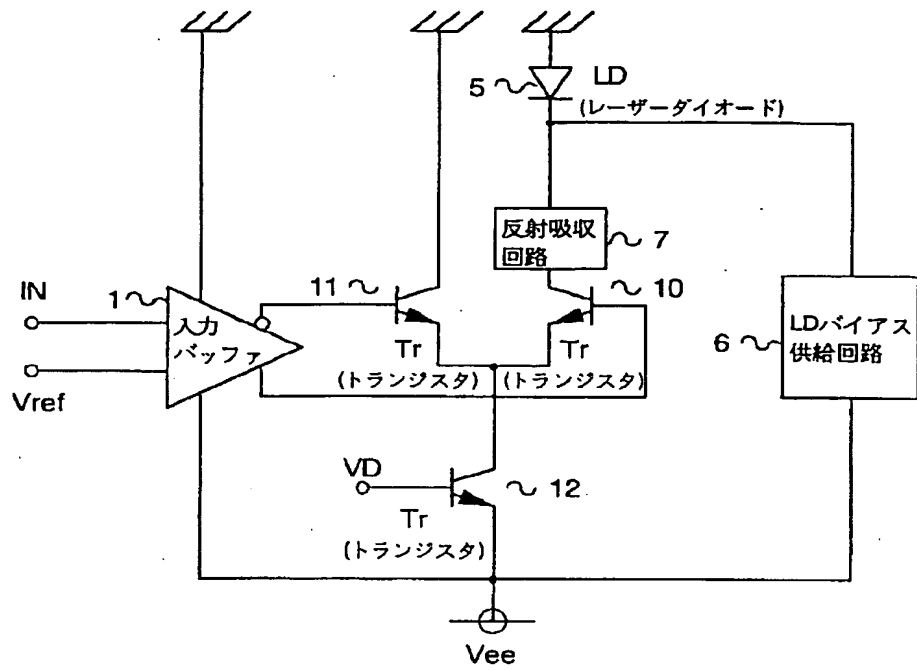 5
LD
(レーザーダイオード)
反射吸収
回路
7
IN
1
入力
バッファ
Vref
11
10
Tr
(トランジスタ)
Tr
(トランジスタ)
6
LDバイアス
供給回路
VD
12
Tr
(トランジスタ)
Vee